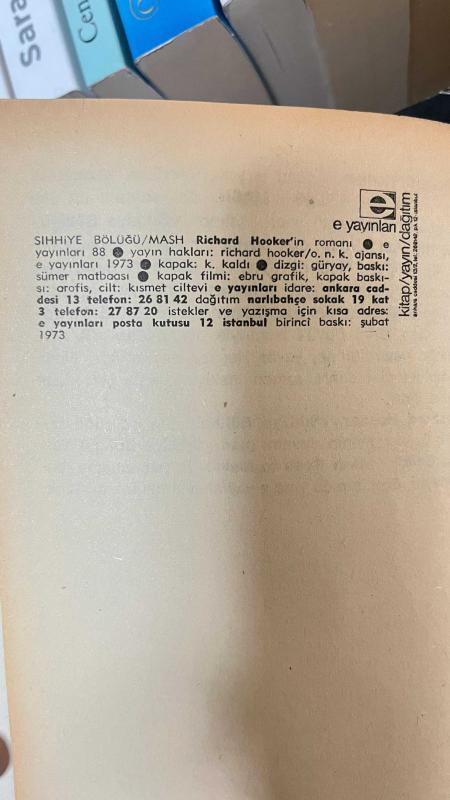 Sara
Cen
e yayınları
kitap/yayın/dağıtım
SIHHİYE BÖLÜĞÜ/MASH Richard Hooker'in romanı ● e
yayınları 88 ● yayın hakları: richard hooker/o. n. k. ajansı,
e yayınları 1973 ● kapak: k. kaldı ● dizgi: güryay, baskı:
sümer matbaası ● kapak filmi: ebru grafik, kapak baskı-
sı: arofis, cilt: kısmet ciltevi e yayınları idare: ankara cad-
desi 13 telefon: 26 81 42 dağıtım narlıbahçe sokak 19 kat
3 telefon: 27 87 20 istekler ve yazışma için kısa adres:
e yayınları posta kutusu 12 istanbul birinci baskı: şubat
1973